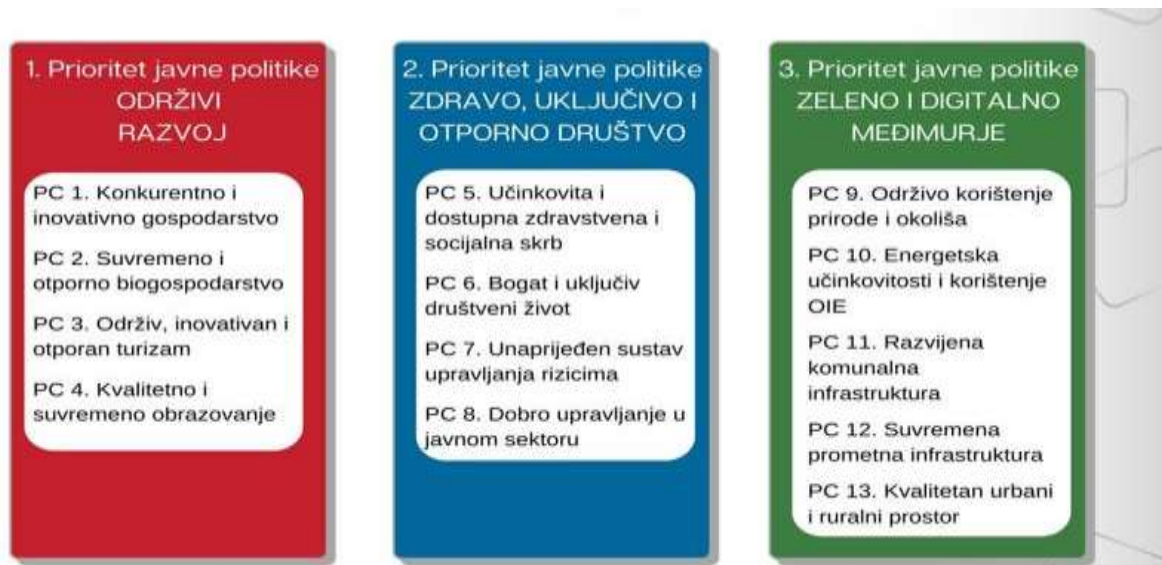 1. Prioritet javne politike
ODRŽIVI
RAZVOJ
PC 1. Konkurentno i
inovativno gospodarstvo
PC 2. Suvremeno i
otporno biogospodarstvo
PC 3. Održiv, inovativan i
otporan turizam
PC 4. Kvalitetno i
suvremeno obrazovanje
2. Prioritet javne politike
ZDRAVO, UKLJUČIVO I
OTPORNO DRUŠTVO
PC 5. Učinkovita i
dostupna zdravstvena i
socijalna skrb
PC 6. Bogat i uključiv
društveni život
PC 7. Unaprijeđen sustav
upravljanja rizicima
PC 8. Dobro upravljanje u
javnom sektoru
3. Prioritet javne politike
ZELENO I DIGITALNO
MEĐIMURJE
PC 9. Održivo korištenje
prirode i okoliša
PC 10. Energetska
učinkovitosti i korištenje
OIE
PC 11. Razvijena
komunalna
infrastruktura
PC 12. Suvremena
prometna infrastruktura
PC 13. Kvalitetan urbani
i ruralni prostor